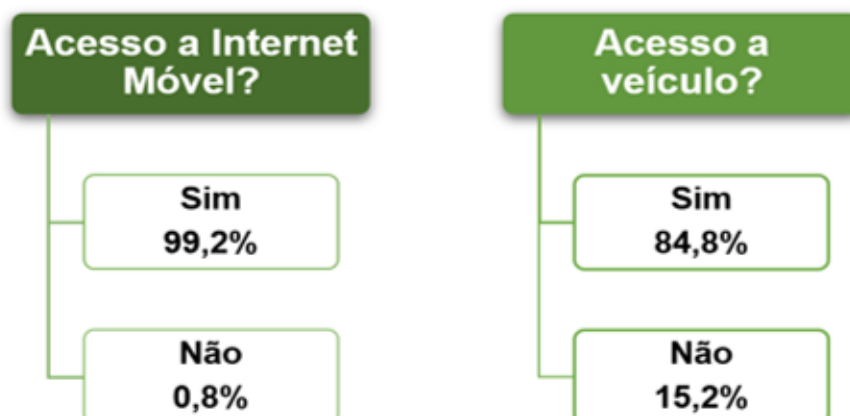 Acesso a Internet
Móvel?
Sim
99,2%
Não
0,8%
Acesso a
veículo?
Sim
84,8%
Não
15,2%